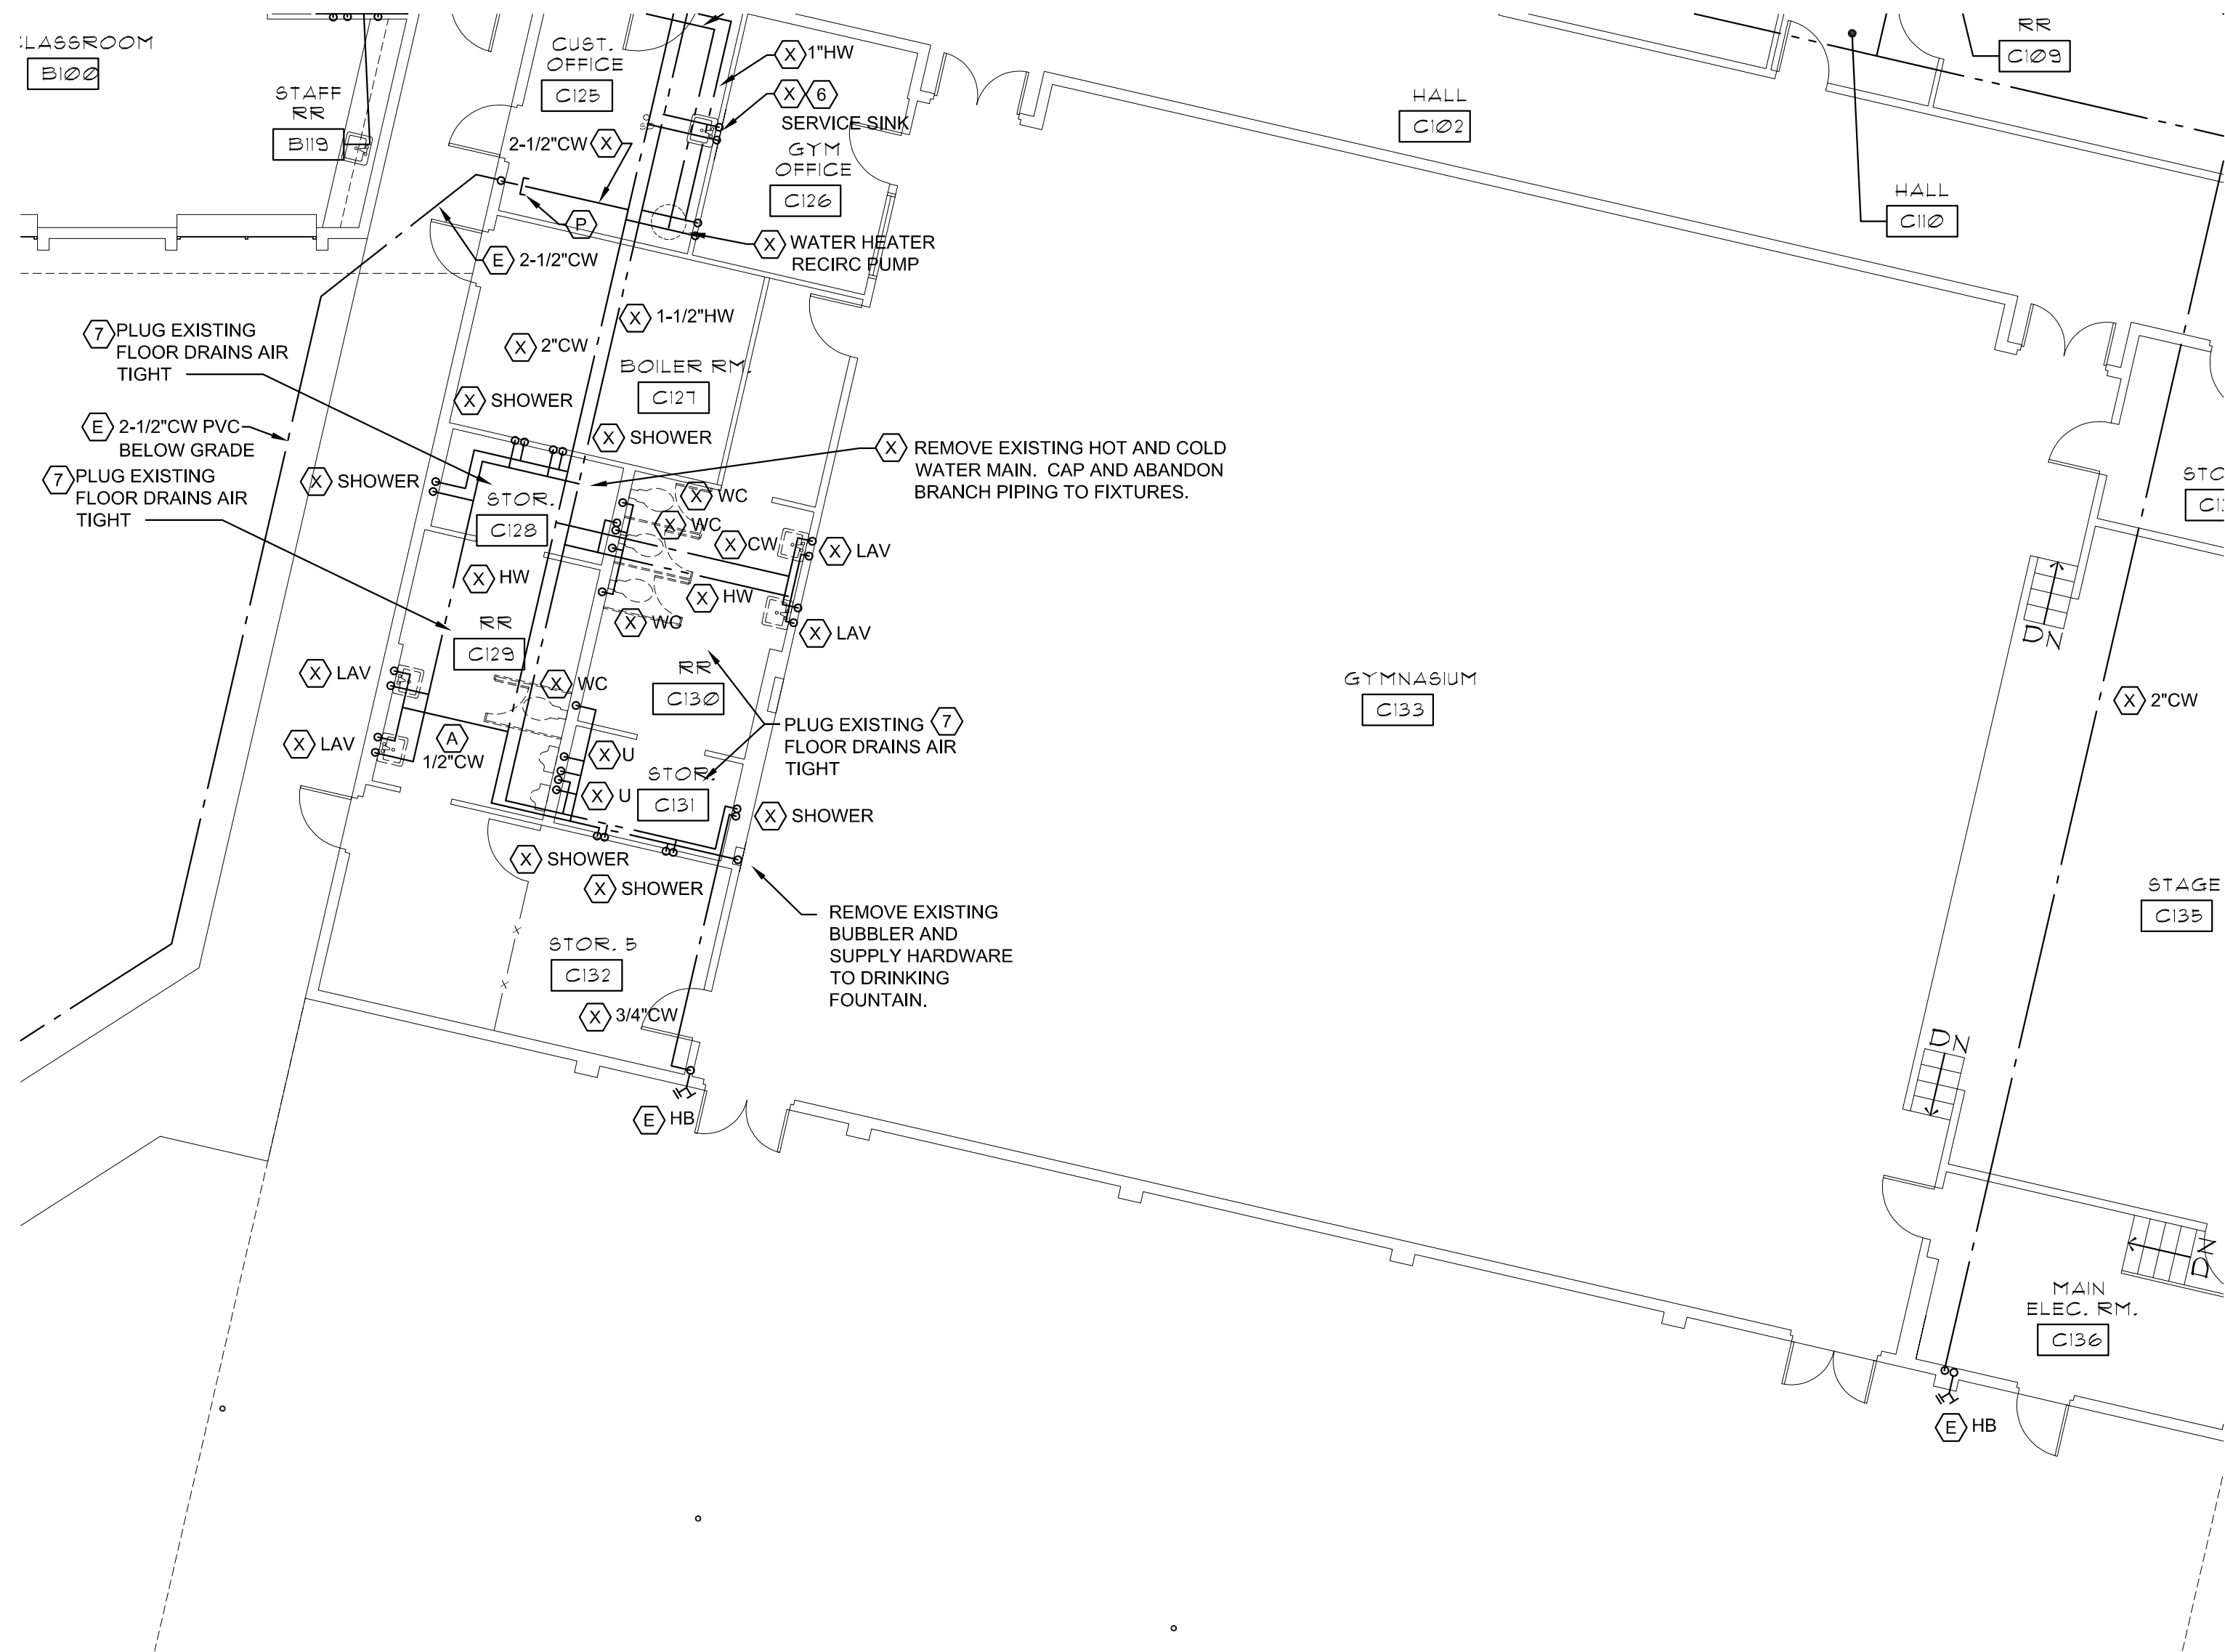 LASSROOM
B100
STAFF
RR
B119
CUST.
OFFICE
C125
X 1"HW
X 6
SERVICE SINK
2-1/2"CW X
GYM
OFFICE
C126
P
E 2-1/2"CW
X WATER HEATER
RECIRC PUMP
HALL
C102
RR
C109
HALL
C110
7 PLUG EXISTING
FLOOR DRAINS AIR
TIGHT
X 1-1/2"HW
X 2"CW
BOILER RM.
C127
X SHOWER
X SHOWER
E 2-1/2"CW PVC
BELOW GRADE
X REMOVE EXISTING HOT AND COLD
WATER MAIN. CAP AND ABANDON
BRANCH PIPING TO FIXTURES.
7 PLUG EXISTING
FLOOR DRAINS AIR
TIGHT
X SHOWER
STOR.
C128
X WC
X WC
X CW
X LAV
X HW
X HW
X WC
X LAV
RR
C129
X LAV
X WC
RR
C130
X LAV
A
1/2"CW
PLUG EXISTING 7
FLOOR DRAINS AIR
TIGHT
X U
STOR.
C131
X U
X SHOWER
X SHOWER
X SHOWER
REMOVE EXISTING
BUBBLER AND
SUPPLY HARDWARE
TO DRINKING
FOUNTAIN.
STOR. 5
C132
X 3/4"CW
E HB
GYMNASIUM
C133
DN
X 2"CW
STO
C13
STAGE
C135
DN
DN
MAIN
ELEC. RM.
C136
E HB